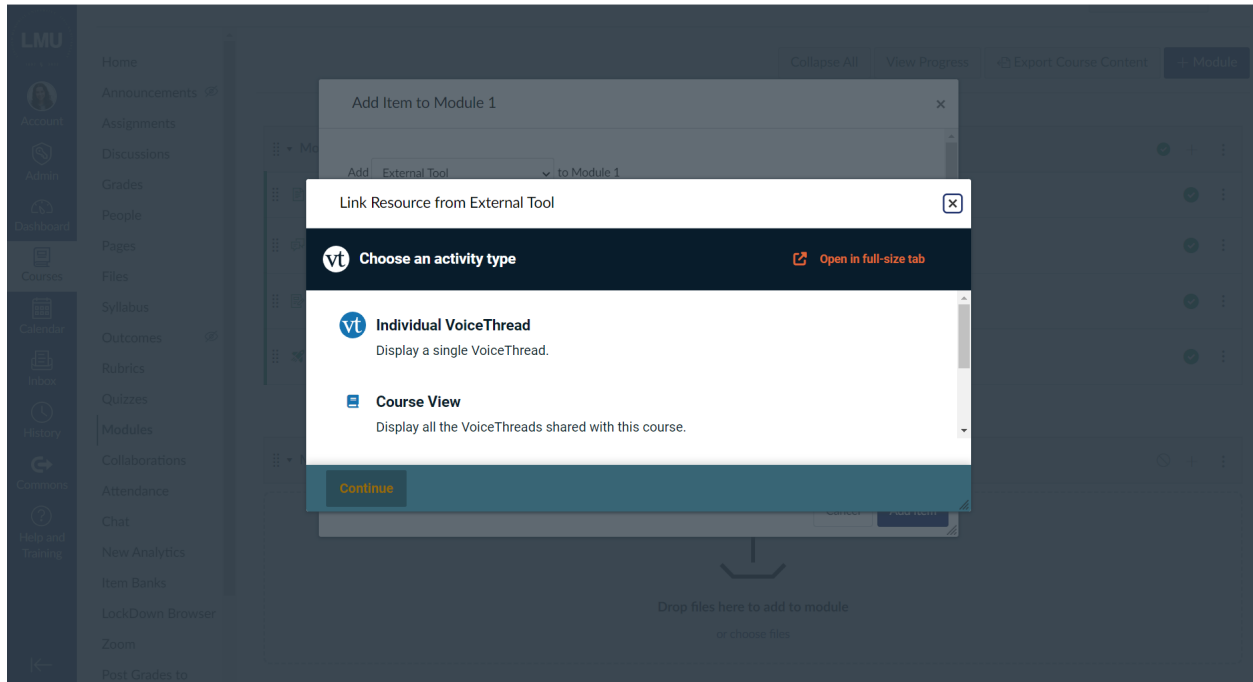 LMU
Account
Admin
Dashboard
Courses
Calendar
Inbox
History
Commons
Help and
Training
Home
Announcements
Assignments
Discussions
Grades
People
Pages
Files
Syllabus
Outcomes
Rubrics
Quizzes
Modules
Collaborations
Attendance
Chat
New Analytics
Item Banks
LockDown Browser
Zoom
Post Grades to
Collapse All
View Progress
Export Course Content
+ Module
Add Item to Module 1
Add External Tool to Module 1
Link Resource from External Tool
vt Choose an activity type
Open in full-size tab
vt Individual VoiceThread
Display a single VoiceThread.
Course View
Display all the VoiceThreads shared with this course.
Continue
Cancel
Add Item
Drop files here to add to module
or choose files